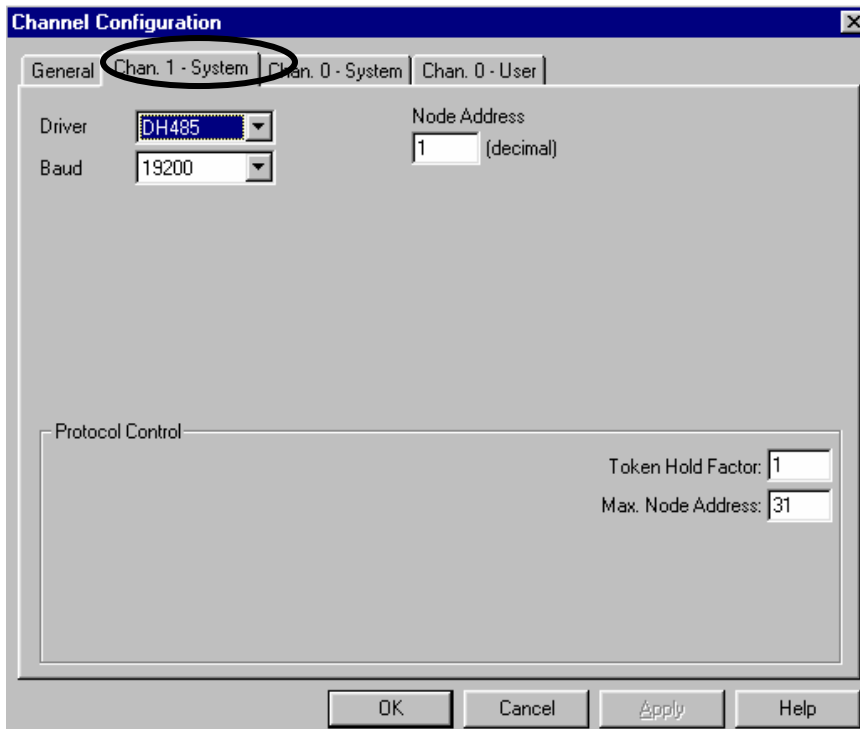 Channel Configuration
General
Chan. 1 - System
Chan. 0 - System
Chan. 0 - User
Driver
DH485
Node Address
1
(decimal)
Baud
19200
Protocol Control
Token Hold Factor: 1
Max. Node Address: 31
OK
Cancel
Apply
Help